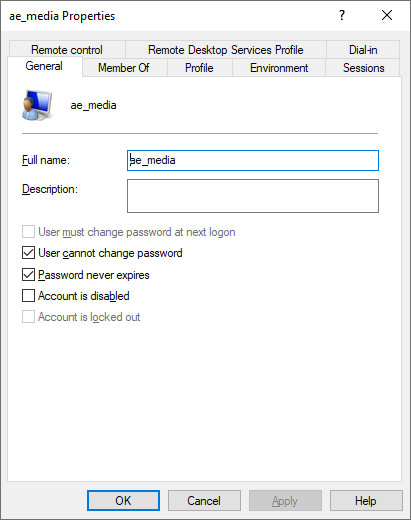 ae_media Properties
?
Remote control Remote Desktop Services Profile Dial-in
General Member Of Profile Environment Sessions
ae_media
Full name: ae_media
Description:
User must change password at next logon
User cannot change password
Password never expires
Account is disabled
Account is locked out
OK Cancel Apply Help